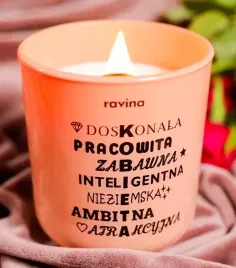 ravina
DOSKONAŁA
PRACOWITA
ZABAWNA
INTELIGENTNA
NIEZIEMSKA
AMBITNA
ATRAKCYJNA